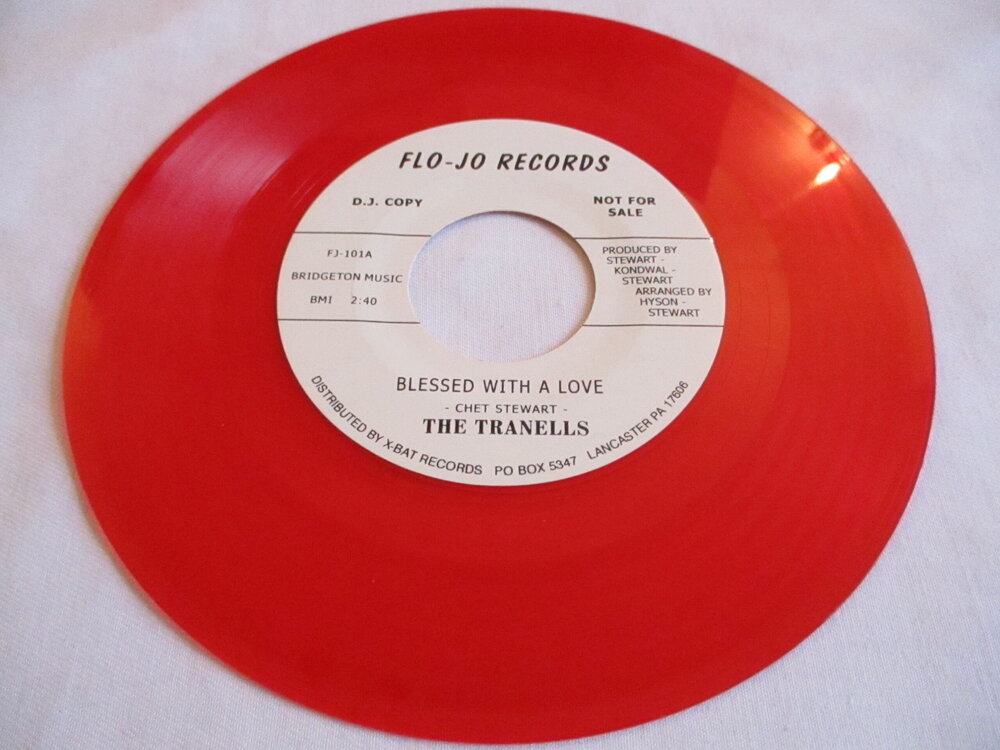 FLO-JO RECORDS
D.J. COPY
NOT FOR
SALE
FJ-101A
BRIDGETON MUSIC
BMI 2:40
PRODUCED BY
STEWART -
KONDWAL -
STEWART
ARRANGED BY
HYSON -
STEWART
BLESSED WITH A LOVE
- CHET STEWART -
THE TRANELLS
DISTRIBUTED BY X-BAT RECORDS PO BOX 5347 LANCASTER PA 17606